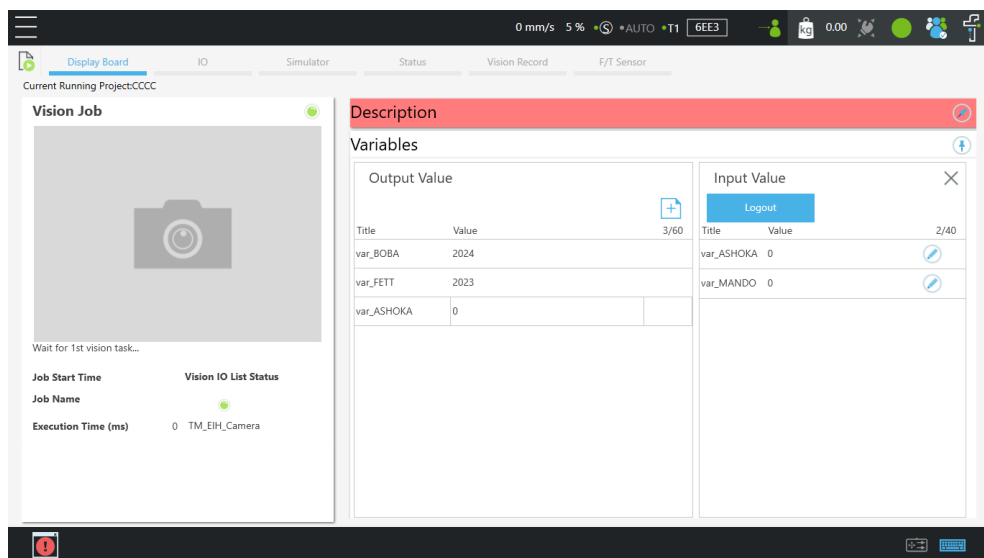 0 mm/s 5 % S AUTO T1 6EE3 kg 0.00
Display Board IO Simulator Status Vision Record F/T Sensor
Current Running Project:CCCC
Vision Job
Wait for 1st vision task...
Job Start Time Vision IO List Status
Job Name
Execution Time (ms) 0 TM_EIH_Camera
Description
Variables
Output Value
Title Value 3/60
var_BOBA 2024
var_FETT 2023
var_ASHOKA 0
Input Value
Logout
Title Value 2/40
var_ASHOKA 0
var_MANDO 0